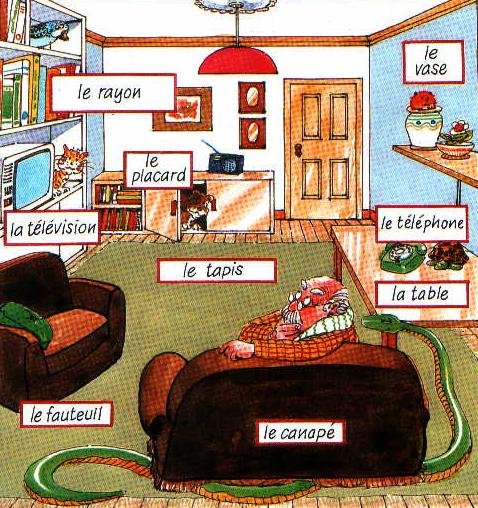 le
vase
le rayon
le
placard
la télévision
le téléphone
le tapis
la table
le fauteuil
le canapé